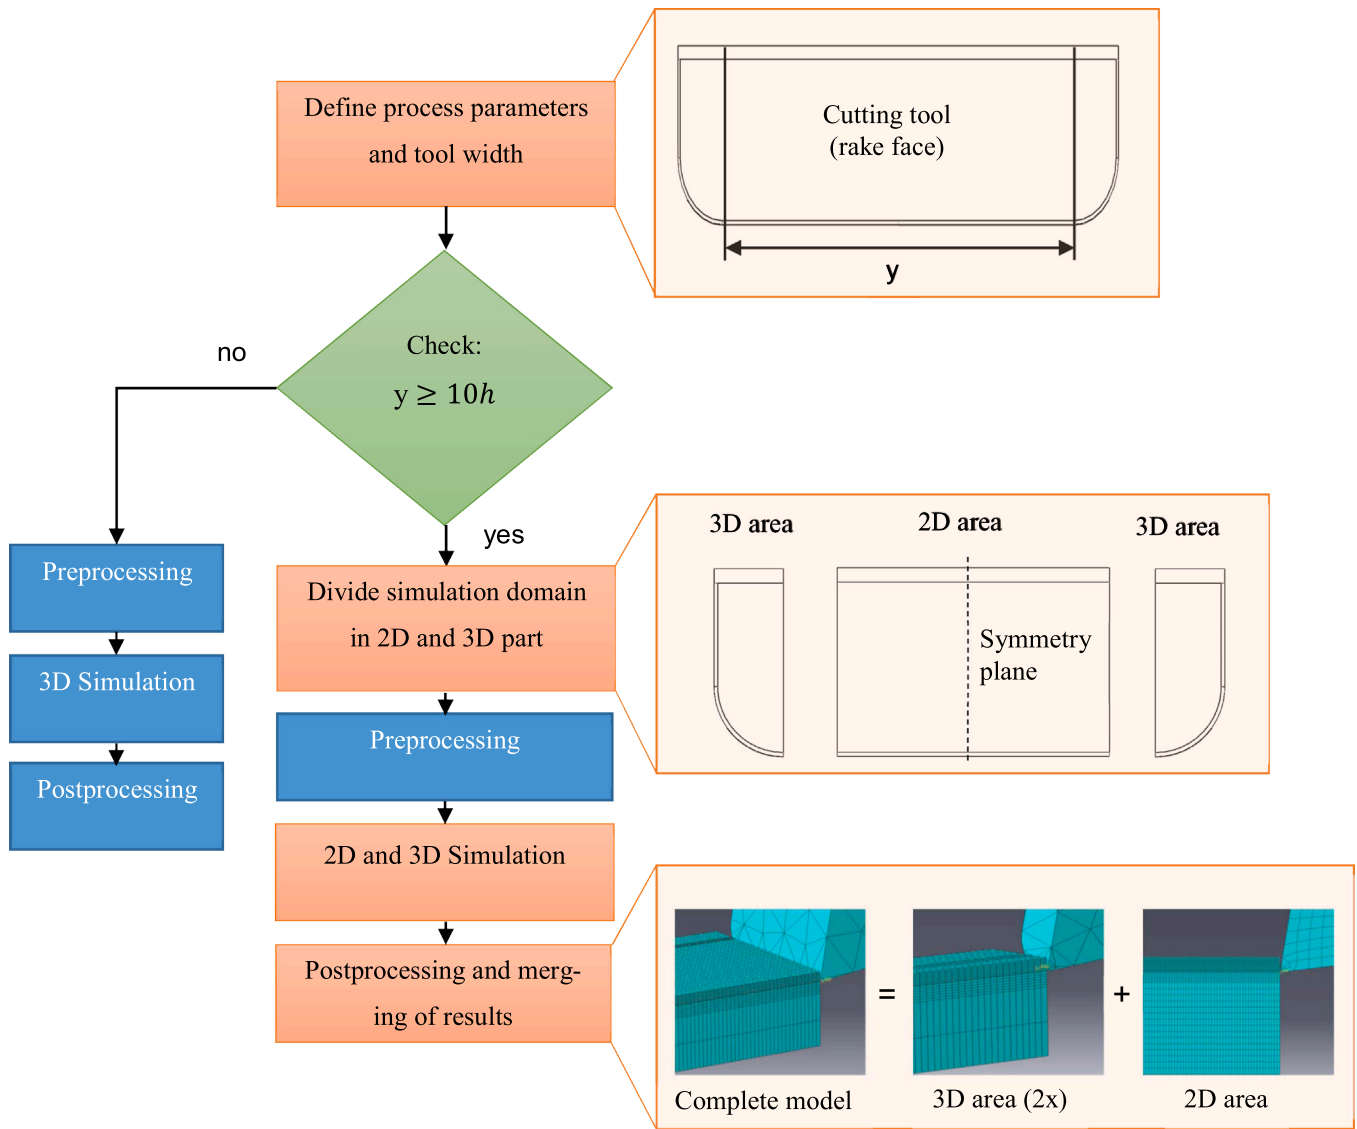 Define process parameters
and tool width
Cutting tool
(rake face)
y
Check:
y ≥ 10h
no
yes
Preprocessing
3D Simulation
Postprocessing
Divide simulation domain
in 2D and 3D part
3D area
2D area
3D area
Symmetry
plane
Preprocessing
2D and 3D Simulation
Postprocessing and merg-
ing of results
=
+
Complete model
3D area (2x)
2D area